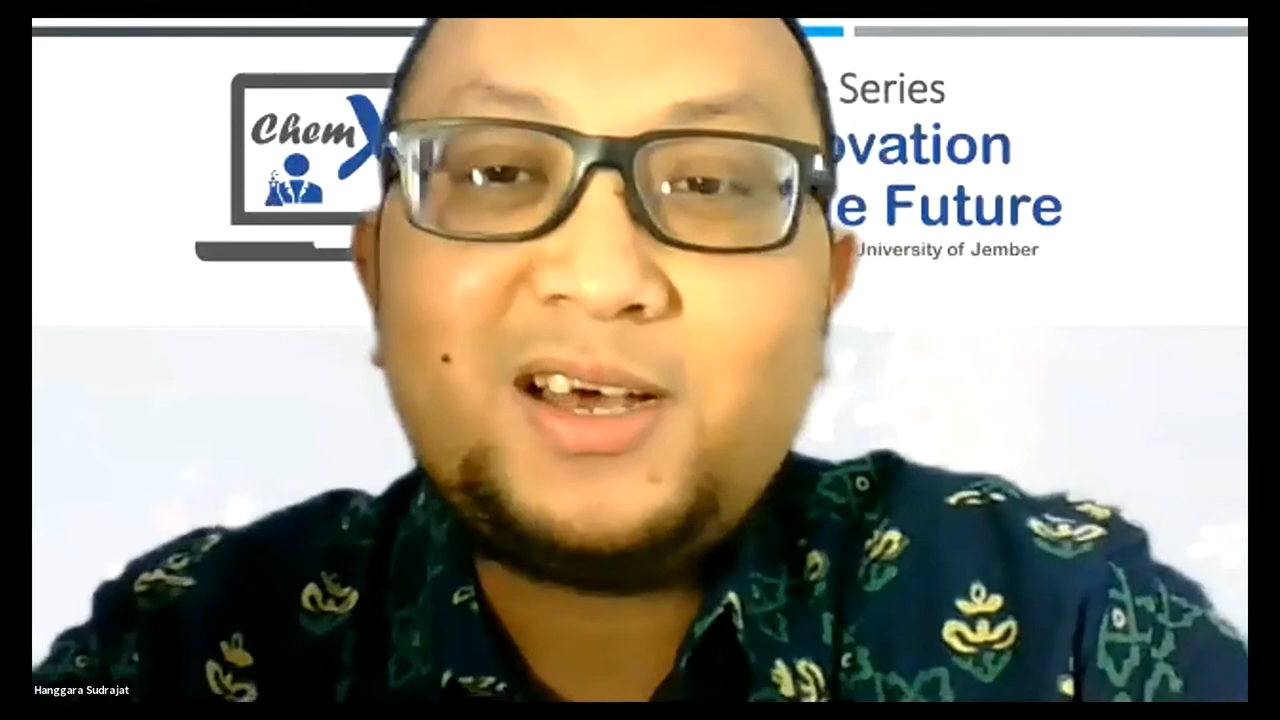 Chem
Series
ovation
e Future
University of Jember
Hanggara Sudrajat